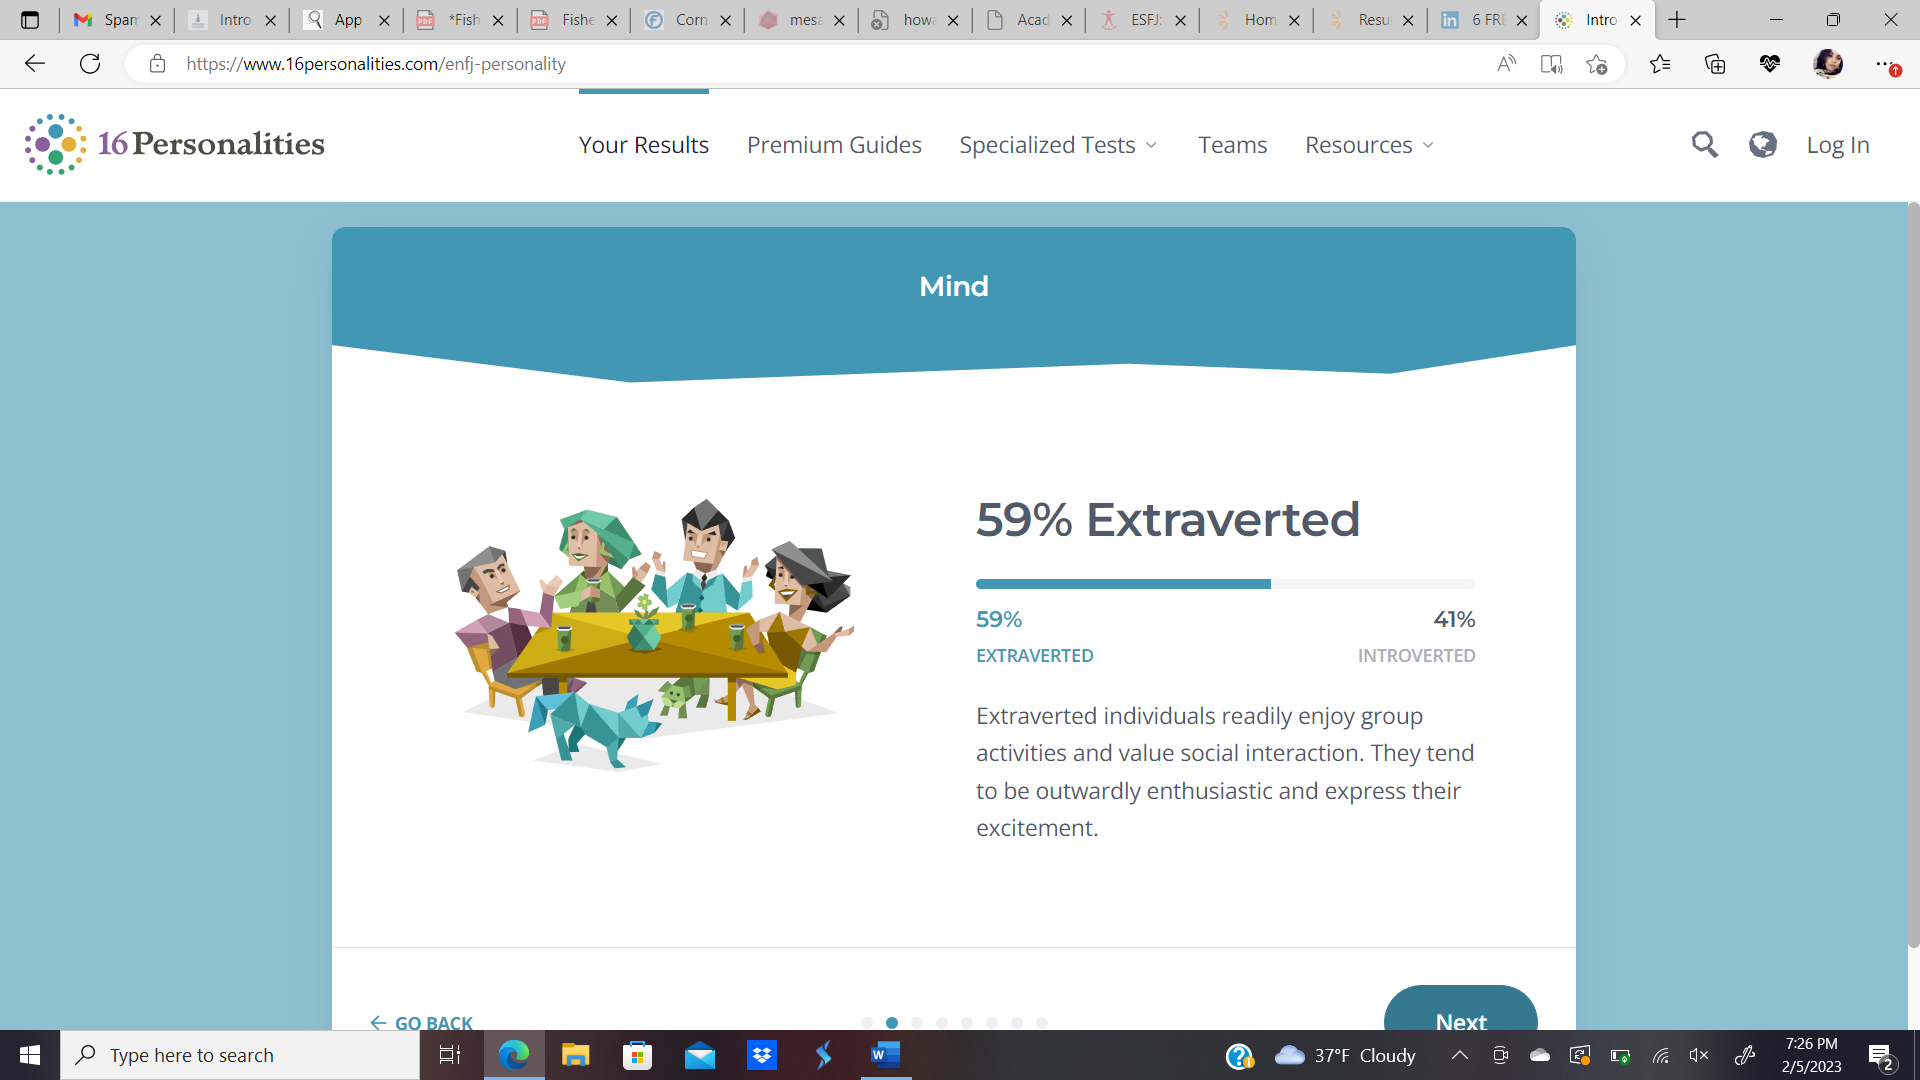 Span
Intro
App
*Fish
Fishe
Corn
mesa
howa
Acad
ESFJ:
Hom
Resu
6 FRE
Intro
https://www.16personalities.com/enfj-personality
16Personalities
Your Results
Premium Guides
Specialized Tests
Teams
Resources
Log In
Mind
59% Extraverted
59%
41%
EXTRAVERTED
INTROVERTED
Extraverted individuals readily enjoy group
activities and value social interaction. They tend
to be outwardly enthusiastic and express their
excitement.
← GO BACK
Next
Type here to search
37°F Cloudy
7:26 PM
2/5/2023
2